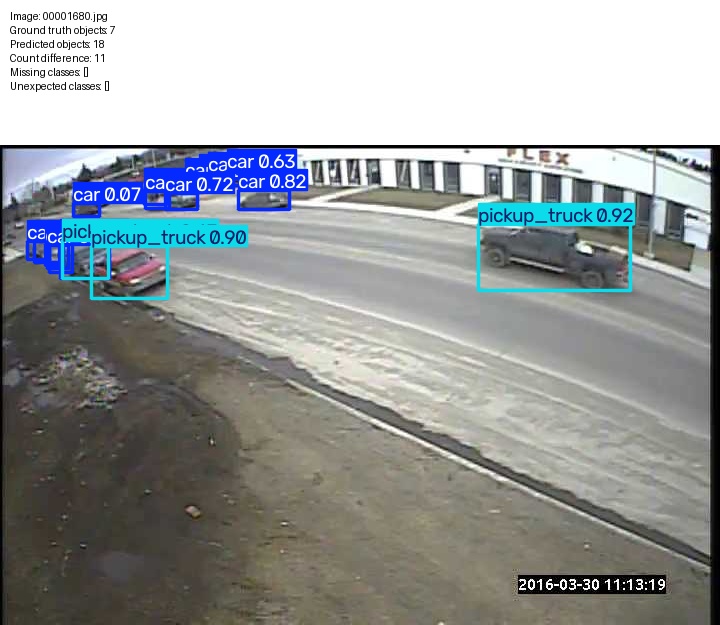 Image: 00001680.jpg
Ground truth objects: 7
Predicted objects: 18
Count difference: 11
Missing classes: []
Unexpected classes: []
FLEX
car 0.63
car 0.07
car 0.72
car 0.82
pickup_truck 0.92
pickup_truck 0.90
2016-03-30 11:13:19